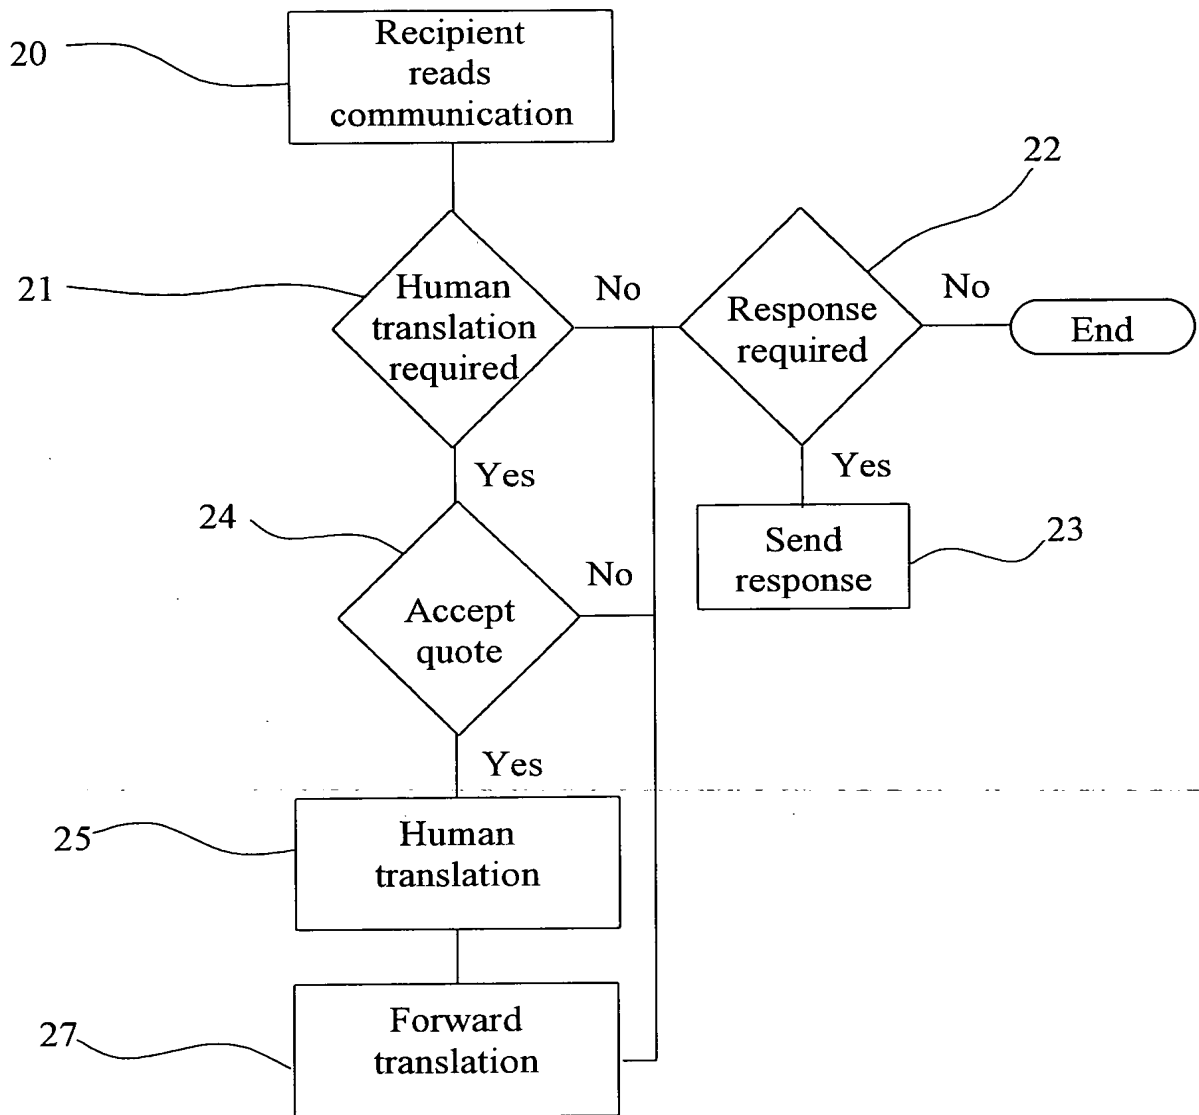 20
Recipient
reads
communication
22
21
Human
translation
required
No
Response
required
No
End
Yes
Yes
24
Accept
quote
No
Send
response
23
Yes
25
Human
translation
27
Forward
translation